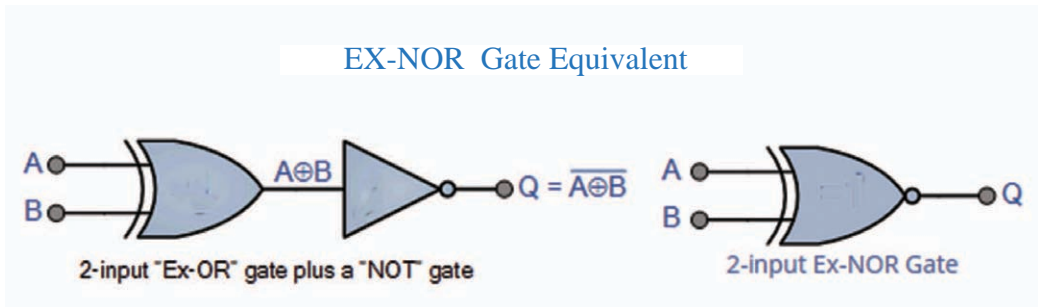 EX-NOR Gate Equivalent
A
B
A⊕B
Q = A̅⊕̅B̅
2-input "Ex-OR" gate plus a "NOT" gate
A
B
Q
2-input Ex-NOR Gate